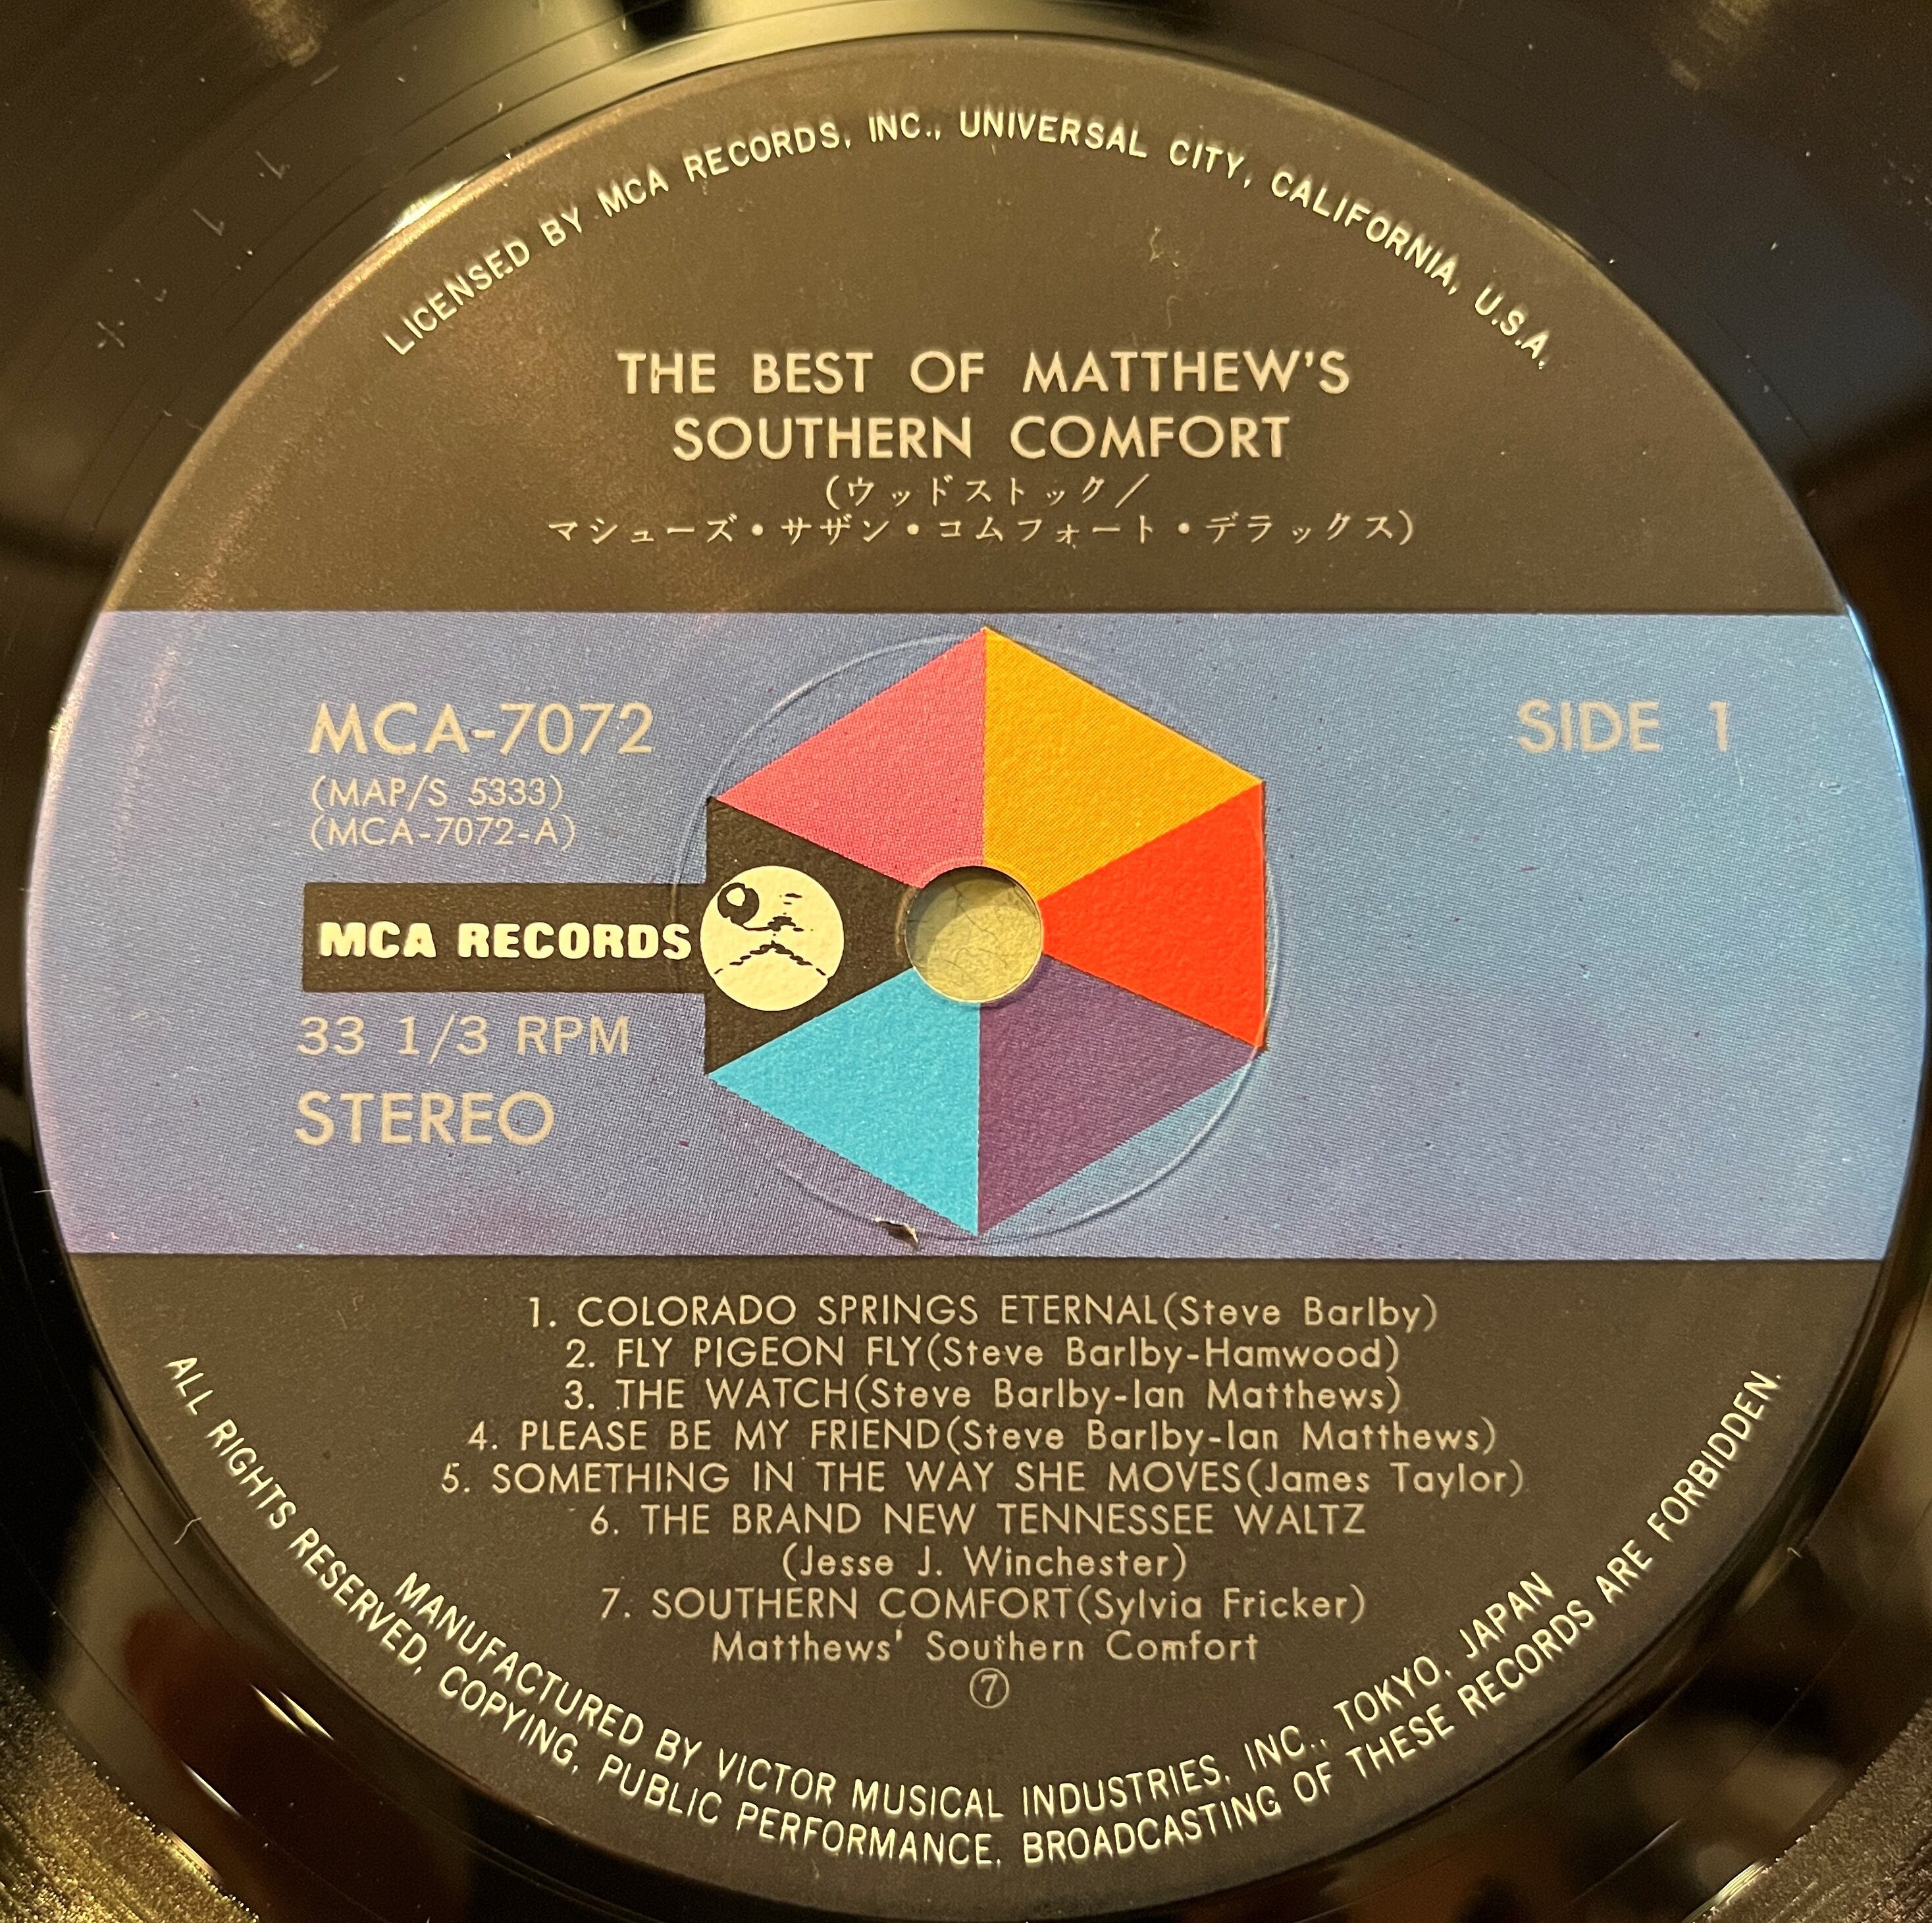 LICENSED BY MCA RECORDS, INC., UNIVERSAL CITY, CALIFORNIA, U.S.A.
THE BEST OF MATTHEW'S
SOUTHERN COMFORT
(ウッドストック/
マシューズ・サザン・コムフォート・デラックス)
MCA-7072
(MAP/S 5333)
(MCA-7072-A)
SIDE 1
MCA RECORDS
33 1/3 RPM
STEREO
1. COLORADO SPRINGS ETERNAL(Steve Barlby)
2. FLY PIGEON FLY(Steve Barlby-Hamwood)
3. THE WATCH(Steve Barlby-Ian Matthews)
4. PLEASE BE MY FRIEND(Steve Barlby-Ian Matthews)
5. SOMETHING IN THE WAY SHE MOVES(James Taylor)
6. THE BRAND NEW TENNESSEE WALTZ
(Jesse J. Winchester)
7. SOUTHERN COMFORT(Sylvia Fricker)
Matthews' Southern Comfort
⑦
MANUFACTURED BY VICTOR MUSICAL INDUSTRIES, INC., TOKYO, JAPAN
ALL RIGHTS RESERVED, COPYING, PUBLIC PERFORMANCE, BROADCASTING OF THESE RECORDS ARE FORBIDDEN.